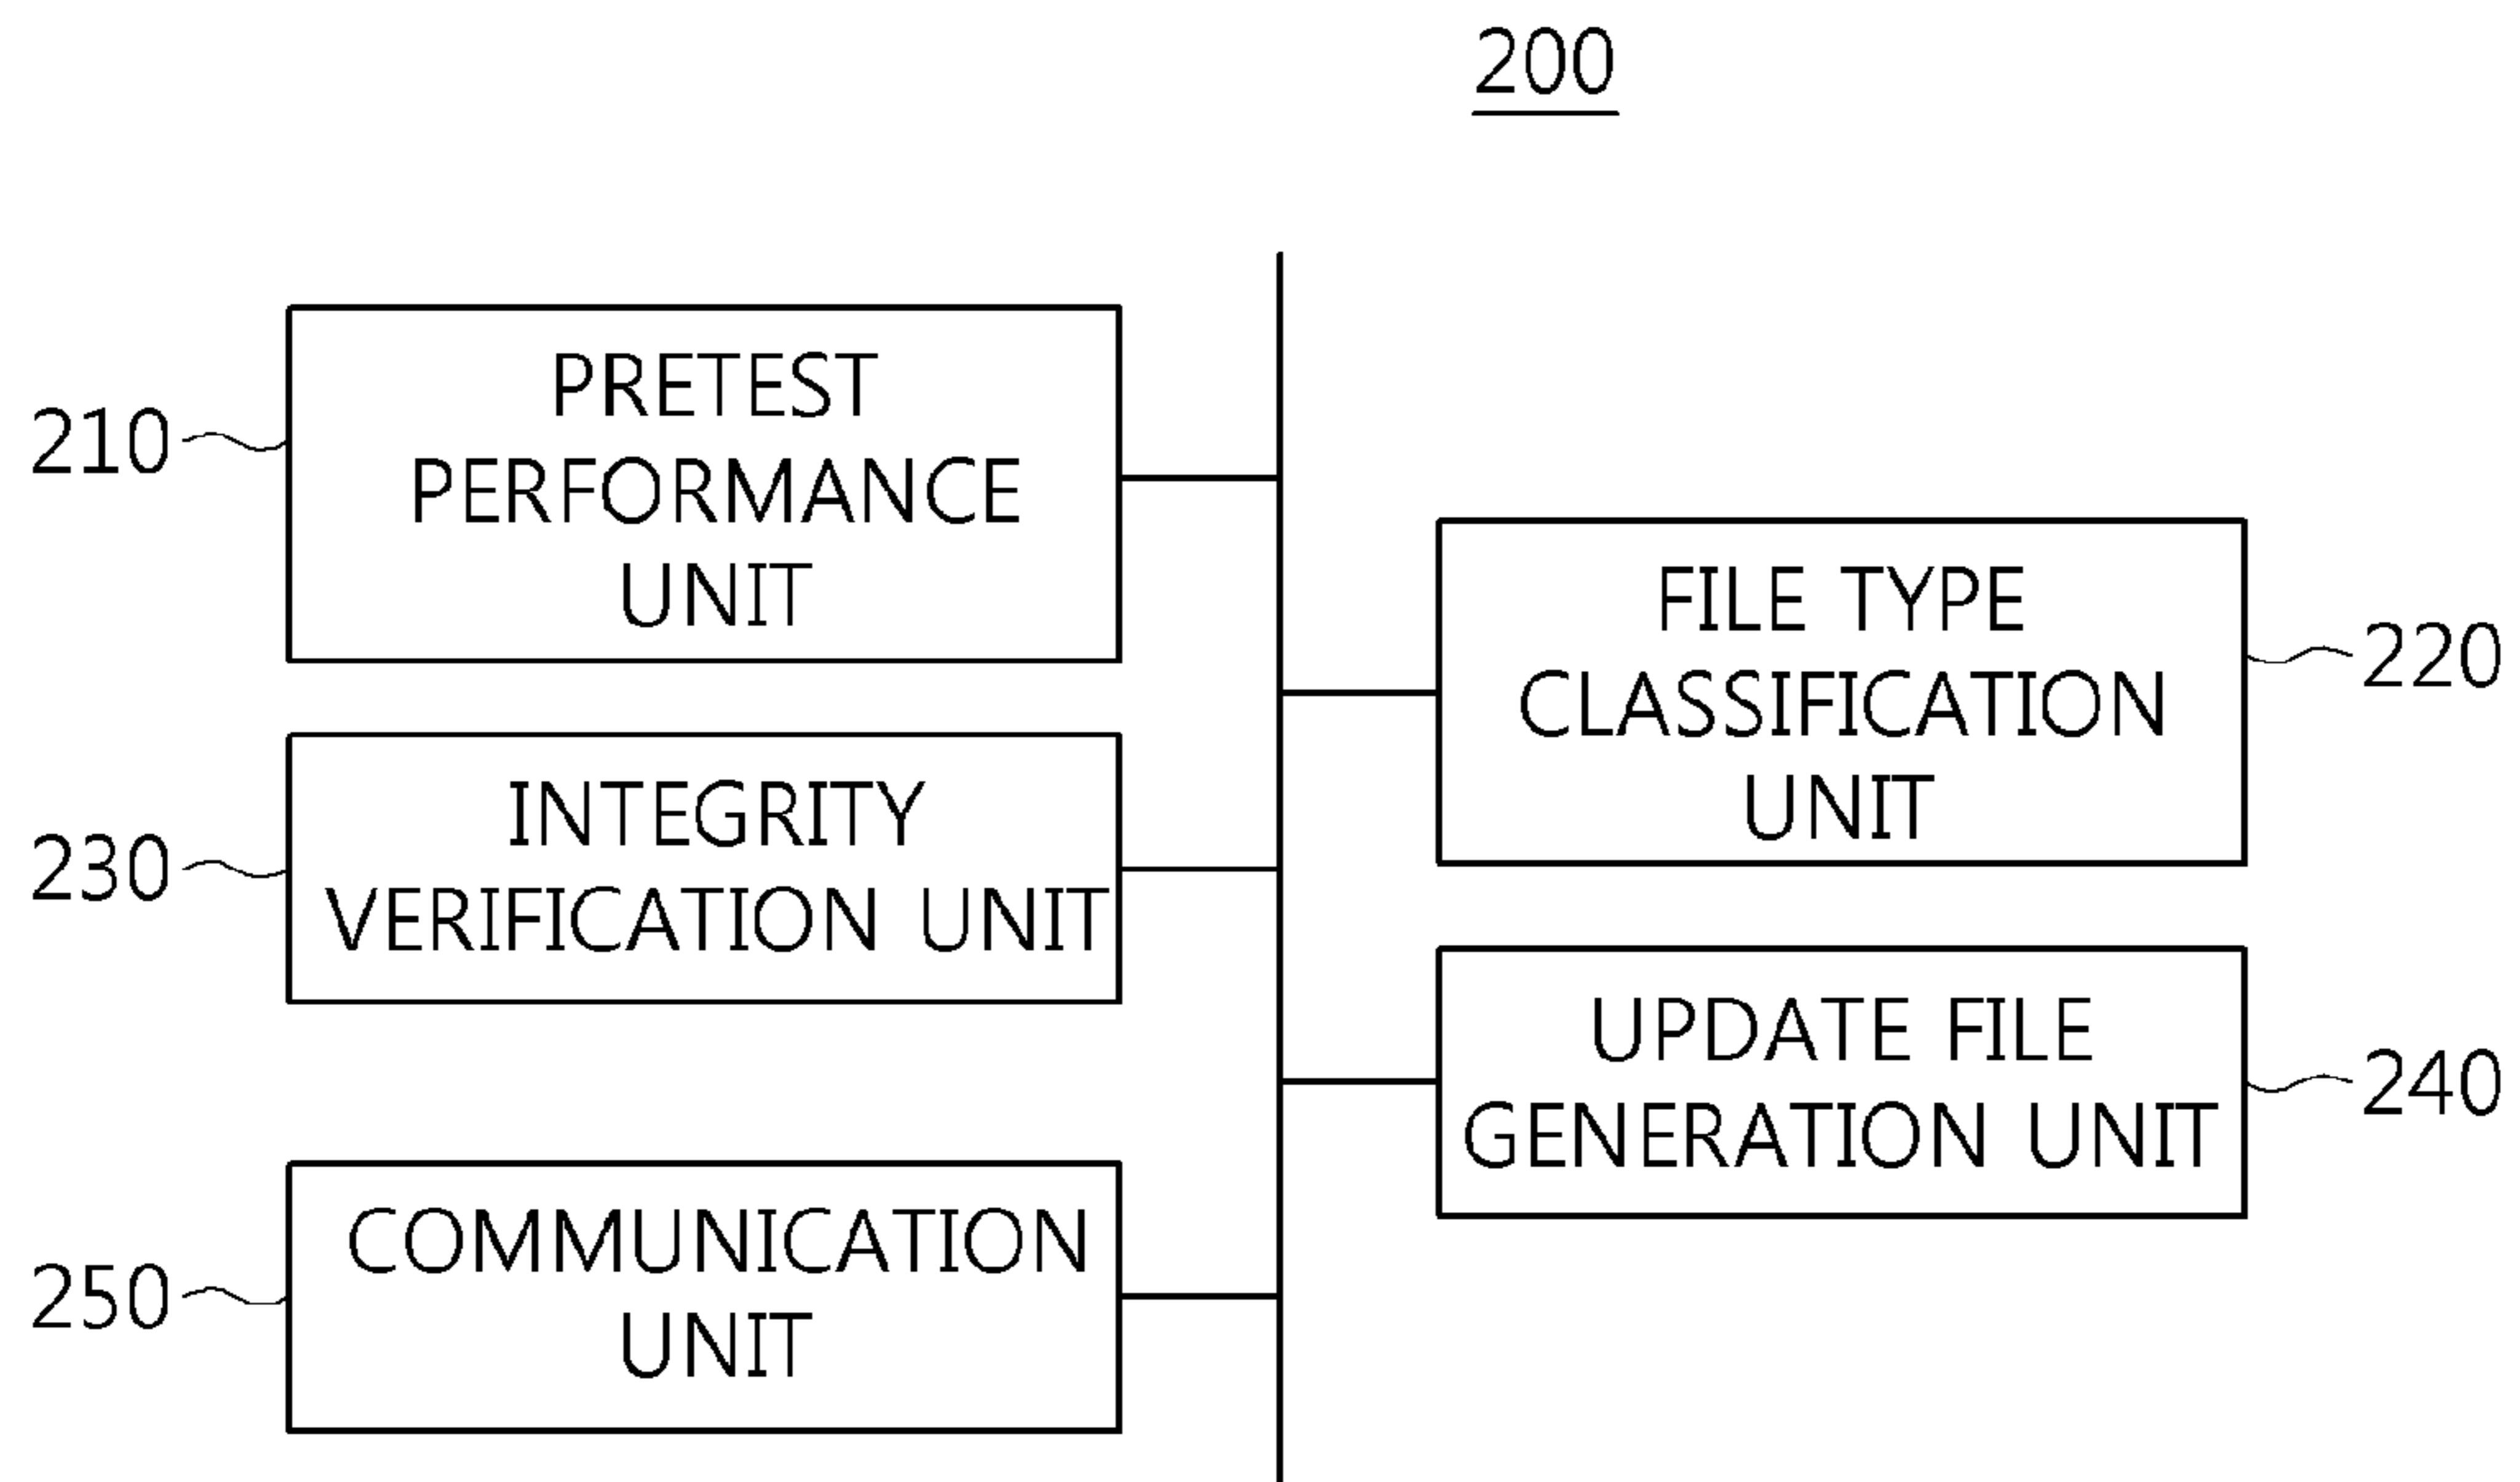 200
210
PRETEST
PERFORMANCE
UNIT
FILE TYPE
CLASSIFICATION
UNIT
220
230
INTEGRITY
VERIFICATION UNIT
UPDATE FILE
GENERATION UNIT
240
250
COMMUNICATION
UNIT